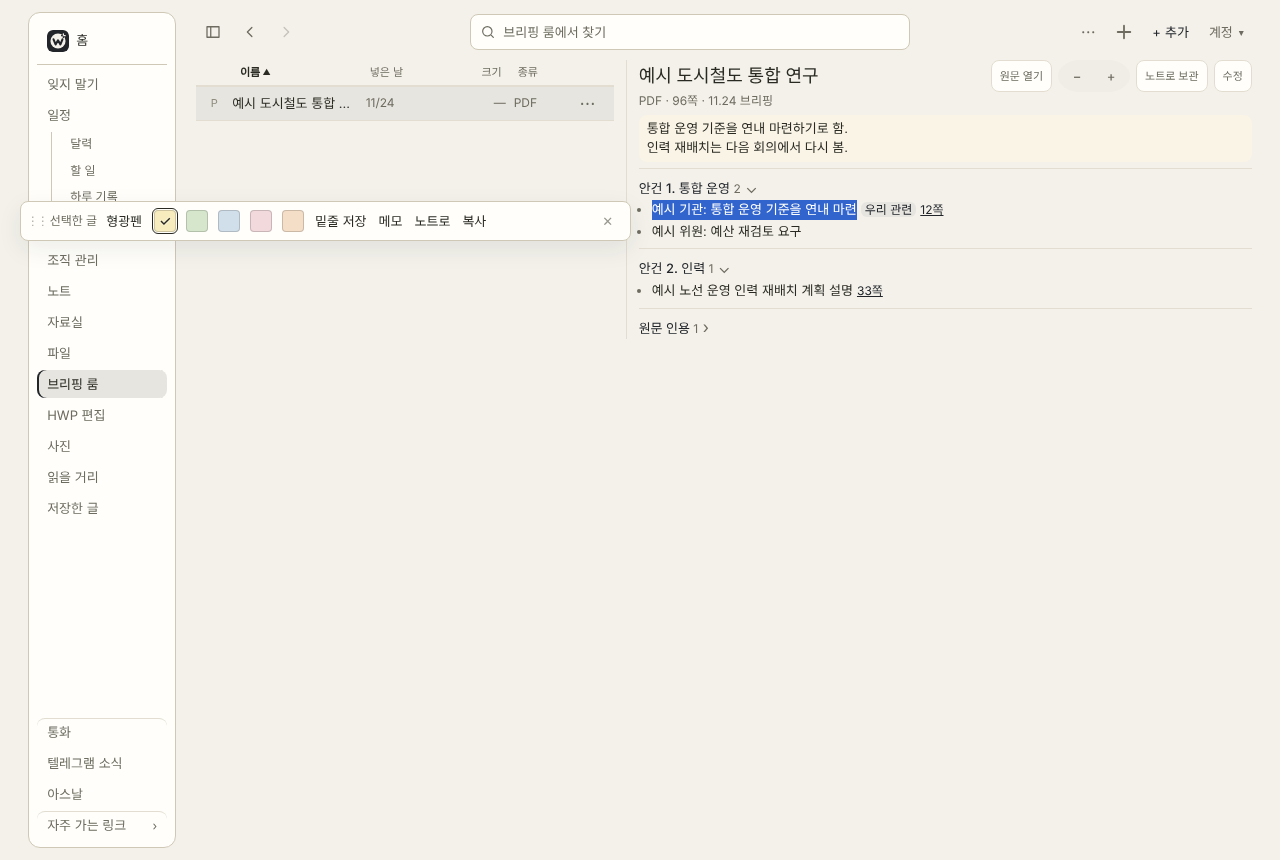 홈
잊지 말기
일정
달력
할 일
하루 기록
조직 관리
노트
자료실
파일
브리핑 룸
HWP 편집
사진
읽을 거리
저장한 글
통화
텔레그램 소식
아스날
자주 가는 링크 ›
브리핑 룸에서 찾기
··· + 추가 계정 ▾
이름 ▲ 넣은 날 크기 종류
P 예시 도시철도 통합 ... 11/24 — PDF ···
선택한 글 형광펜 밑줄 저장 메모 노트로 복사 ×
예시 도시철도 통합 연구
원문 열기 − + 노트로 보관 수정
PDF · 96쪽 · 11.24 브리핑
통합 운영 기준을 연내 마련하기로 함.
인력 재배치는 다음 회의에서 다시 봄.
안건 1. 통합 운영 2
• 예시 기관: 통합 운영 기준을 연내 마련 우리 관련 12쪽
• 예시 위원: 예산 재검토 요구
안건 2. 인력 1
• 예시 노선 운영 인력 재배치 계획 설명 33쪽
원문 인용 1